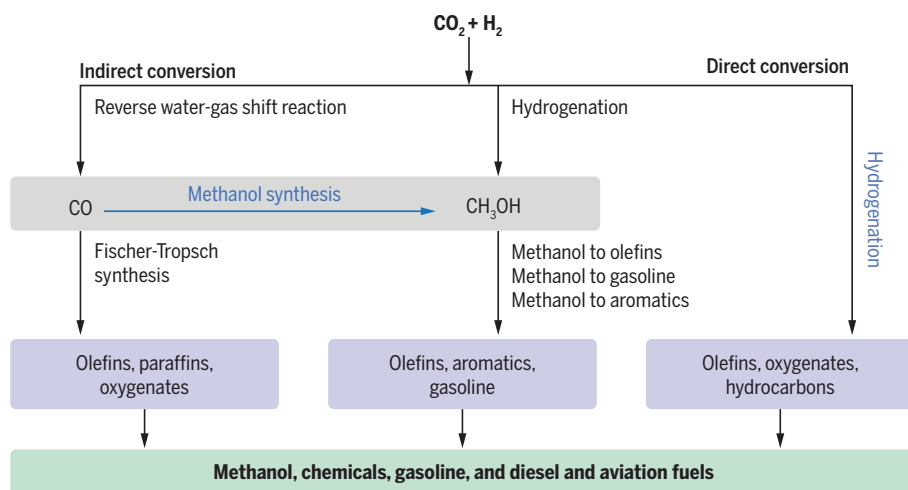 CO₂ + H₂
Indirect conversion
Direct conversion
Reverse water-gas shift reaction
Hydrogenation
Hydrogenation
Methanol synthesis
CO
CH₃OH
Fischer-Tropsch
synthesis
Methanol to olefins
Methanol to gasoline
Methanol to aromatics
Olefins, paraffins,
oxygenates
Olefins, aromatics,
gasoline
Olefins, oxygenates,
hydrocarbons
Methanol, chemicals, gasoline, and diesel and aviation fuels